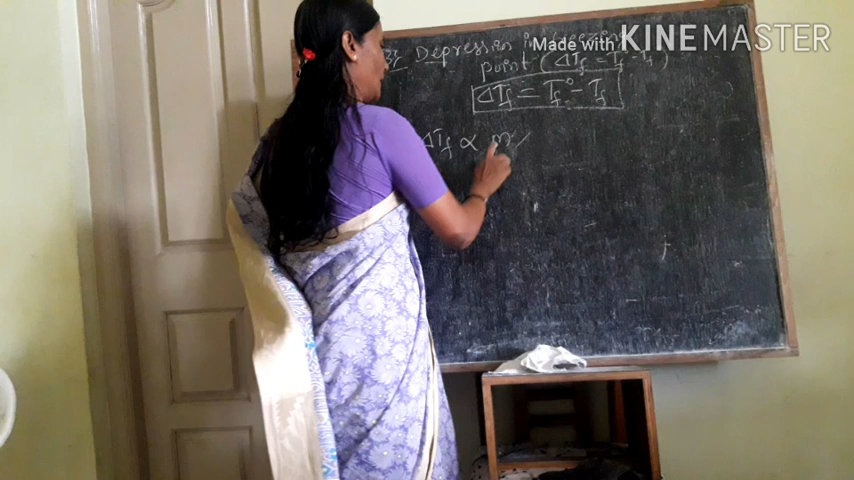 Depression in freezing
Made with KINEMASTER
point (ΔTf = Tf° - Tf)
ΔTf = Tf° - Tf
ΔTf ∝ m